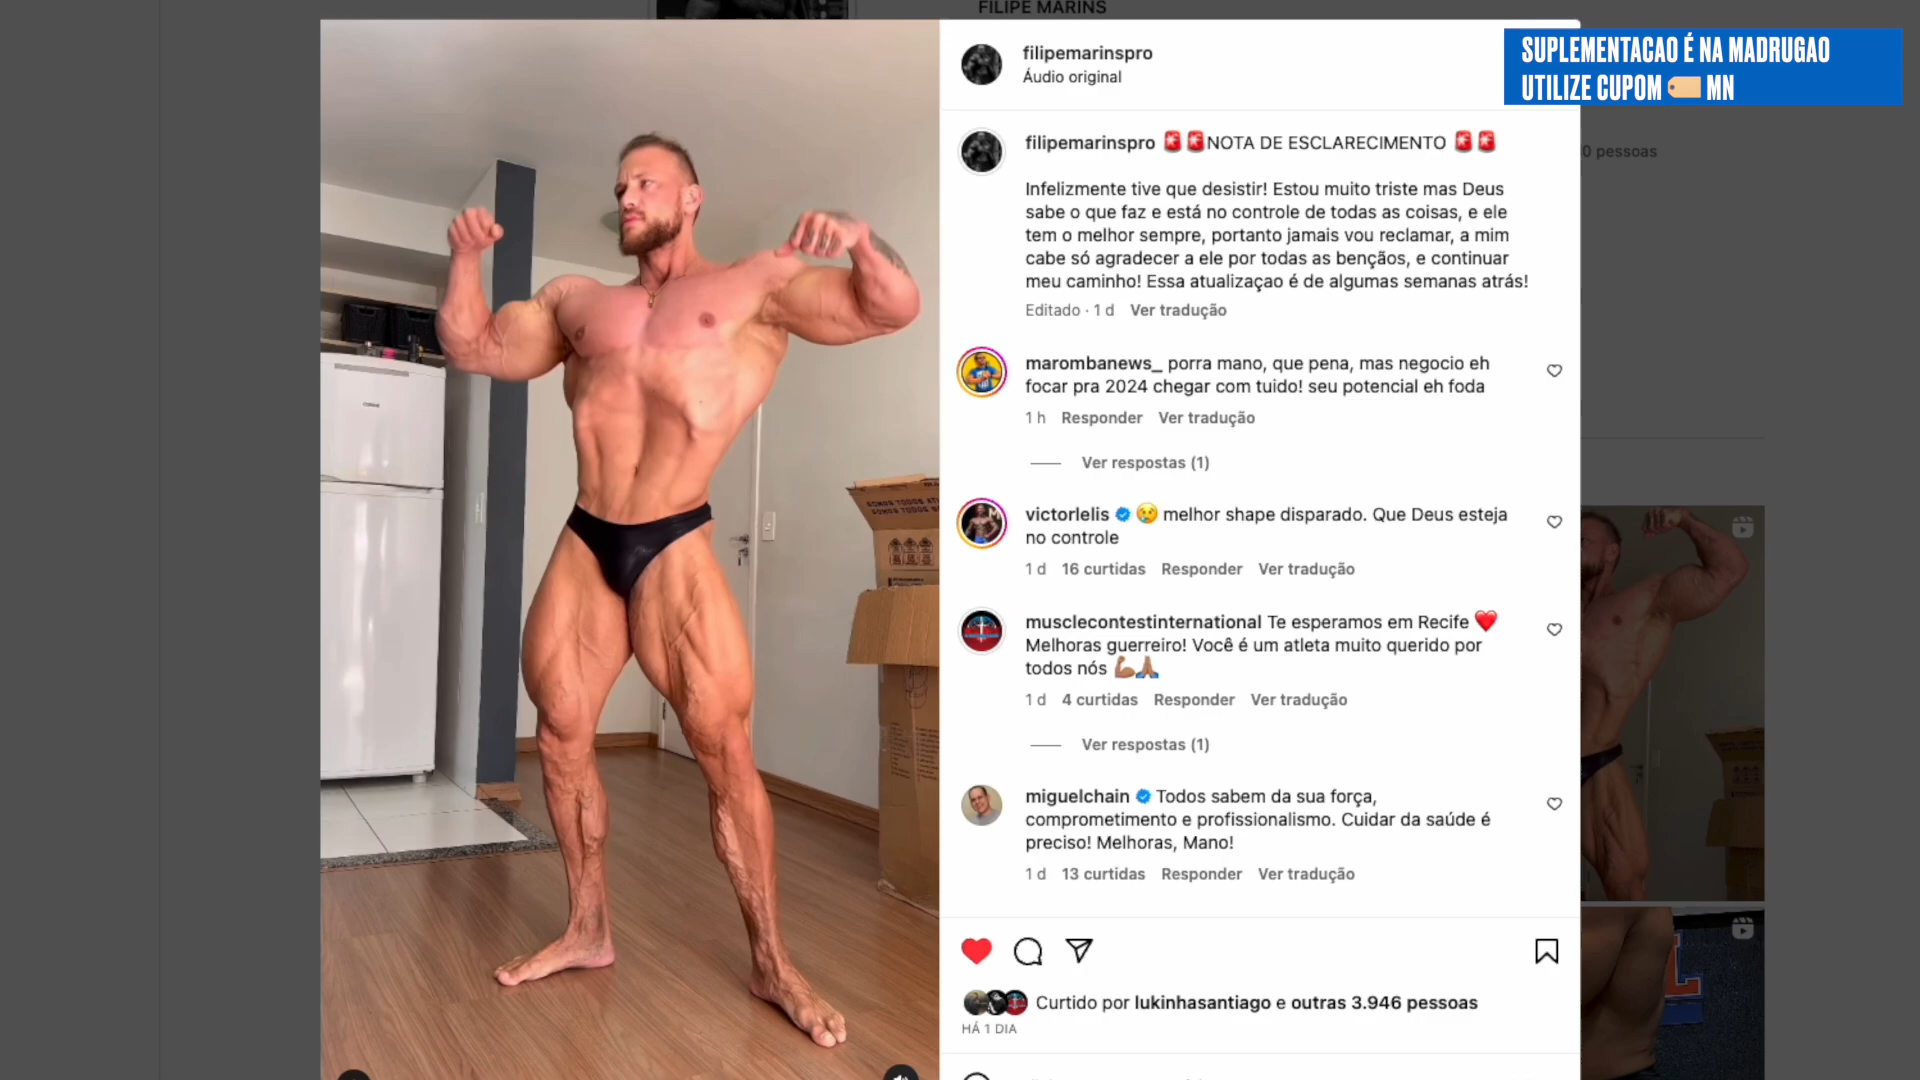 FILIPE MARINS
filipemarinspro
Áudio original
SUPLEMENTACAO É NA MADRUGAO
UTILIZE CUPOM 🏷️ MN
0 pessoas
filipemarinspro 🚨🚨NOTA DE ESCLARECIMENTO 🚨🚨
Infelizmente tive que desistir! Estou muito triste mas Deus
sabe o que faz e está no controle de todas as coisas, e ele
tem o melhor sempre, portanto jamais vou reclamar, a mim
cabe só agradecer a ele por todas as bençãos, e continuar
meu caminho! Essa atualizaçao é de algumas semanas atrás!
Editado · 1 d Ver tradução
marombanews_ porra mano, que pena, mas negocio eh
focar pra 2024 chegar com tuido! seu potencial eh foda
1 h Responder Ver tradução
Ver respostas (1)
victorlelis 😢 melhor shape disparado. Que Deus esteja
no controle
1 d 16 curtidas Responder Ver tradução
musclecontestinternational Te esperamos em Recife ❤️
Melhoras guerreiro! Você é um atleta muito querido por
todos nós 💪🏽🙏🏽
1 d 4 curtidas Responder Ver tradução
Ver respostas (1)
miguelchain Todos sabem da sua força,
comprometimento e profissionalismo. Cuidar da saúde é
preciso! Melhoras, Mano!
1 d 13 curtidas Responder Ver tradução
Curtido por lukinhasantiago e outras 3.946 pessoas
HÁ 1 DIA